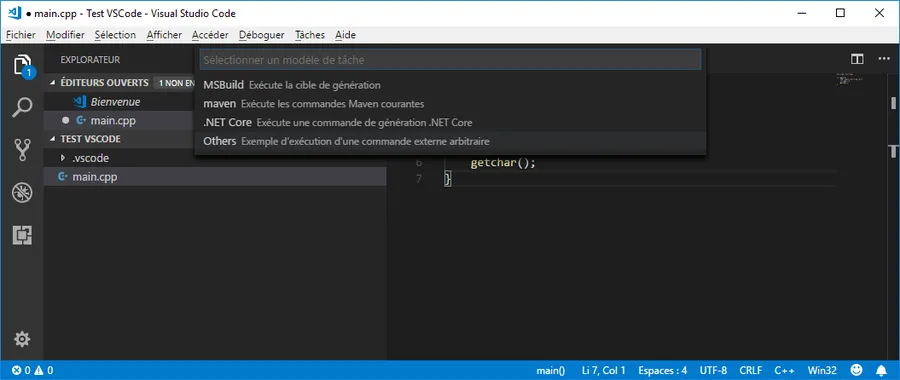 ● main.cpp - Test VSCode - Visual Studio Code
Fichier Modifier Sélection Afficher Accéder Déboguer Tâches Aide
EXPLORATEUR
ÉDITEURS OUVERTS 1 NON EN
Bienvenue
main.cpp
TEST VSCODE
.vscode
main.cpp
1
Sélectionner un modèle de tâche
MSBuild Exécute la cible de génération
maven Exécute les commandes Maven courantes
.NET Core Exécute une commande de génération .NET Core
Others Exemple d'exécution d'une commande externe arbitraire
6 getchar();
7 }
0 0 main() Li 7, Col 1 Espaces : 4 UTF-8 CRLF C++ Win32